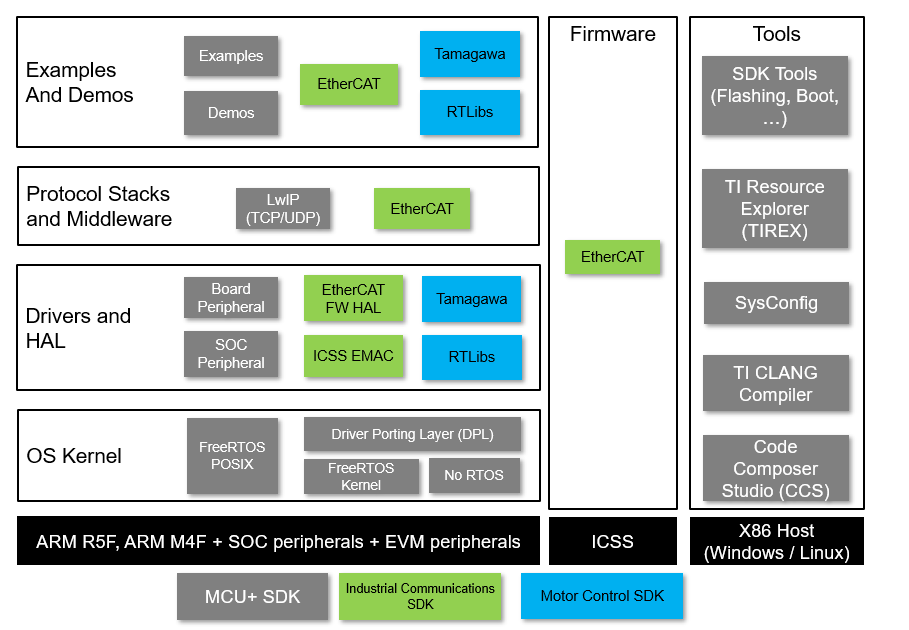 Examples
And Demos
Examples
Demos
EtherCAT
Tamagawa
RTLibs
Protocol Stacks
and Middleware
LwIP
(TCP/UDP)
EtherCAT
Drivers and
HAL
Board
Peripheral
SOC
Peripheral
EtherCAT
FW HAL
ICSS EMAC
Tamagawa
RTLibs
OS Kernel
FreeRTOS
POSIX
Driver Porting Layer (DPL)
FreeRTOS
Kernel
No RTOS
ARM R5F, ARM M4F + SOC peripherals + EVM peripherals
Firmware
EtherCAT
ICSS
Tools
SDK Tools
(Flashing, Boot,
…)
TI Resource
Explorer
(TIREX)
SysConfig
TI CLANG
Compiler
Code
Composer
Studio (CCS)
X86 Host
(Windows / Linux)
MCU+ SDK
Industrial Communications
SDK
Motor Control SDK